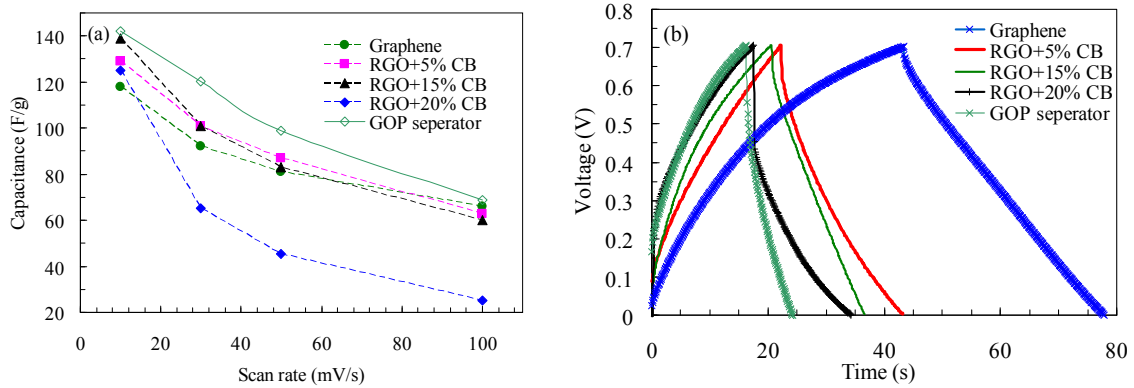 (a)
Graphene
RGO+5% CB
RGO+15% CB
RGO+20% CB
GOP seperator
Capacitance (F/g)
140
120
100
80
60
40
20
0 20 40 60 80 100
Scan rate (mV/s)
(b)
Graphene
RGO+5% CB
RGO+15% CB
RGO+20% CB
GOP seperator
Voltage (V)
0.8
0.7
0.6
0.5
0.4
0.3
0.2
0.1
0
0 20 40 60 80
Time (s)